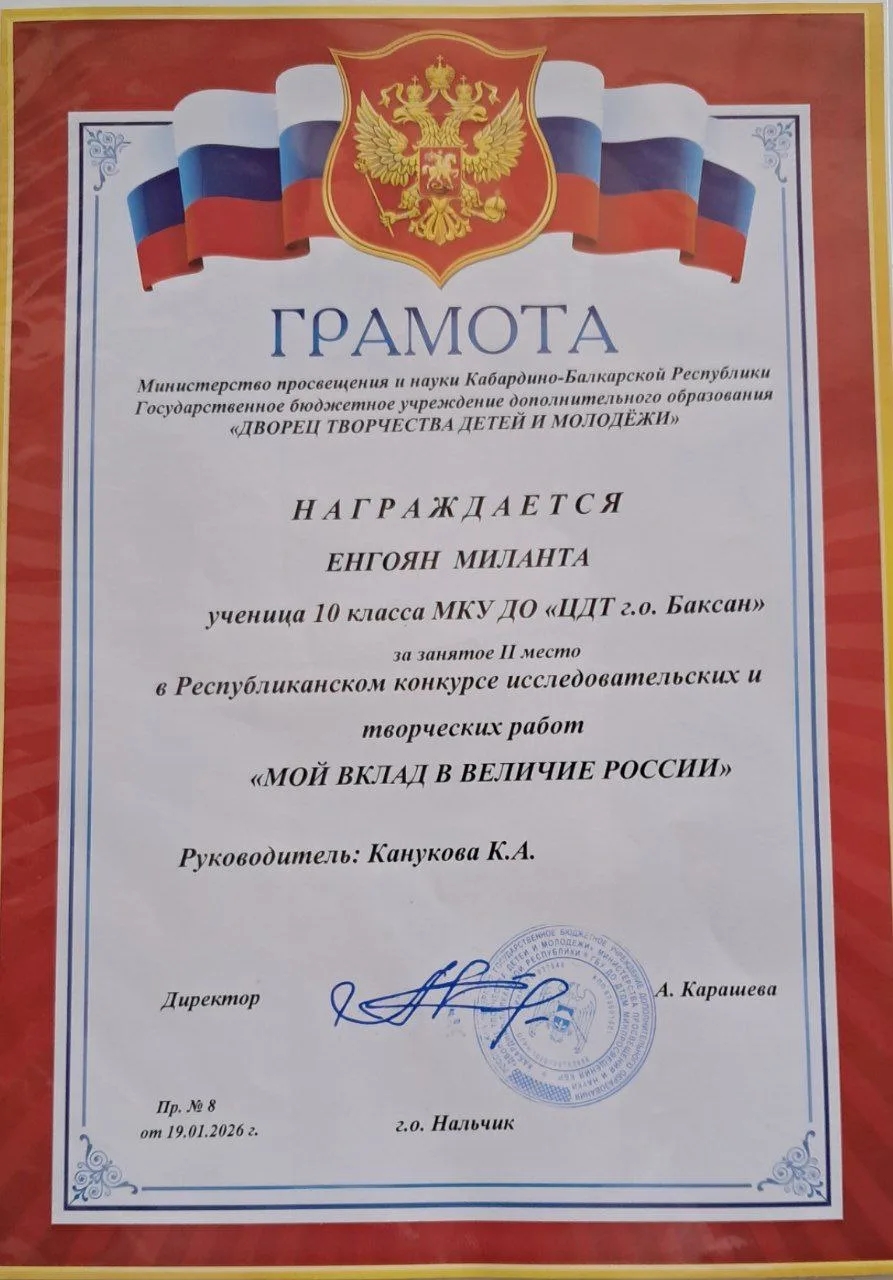 ГРАМОТА
Министерство просвещения и науки Кабардино-Балкарской Республики
Государственное бюджетное учреждение дополнительного образования
«ДВОРЕЦ ТВОРЧЕСТВА ДЕТЕЙ И МОЛОДЁЖИ»
НАГРАЖДАЕТСЯ
ЕНГОЯН МИЛАНТА
ученица 10 класса МКУ ДО «ЦДТ г.о. Баксан»
за занятое II место
в Республиканском конкурсе исследовательских и
творческих работ
«МОЙ ВКЛАД В ВЕЛИЧИЕ РОССИИ»
Руководитель: Канукова К.А.
Директор
А. Карашева
Пр. № 8
от 19.01.2026 г.
г.о. Нальчик